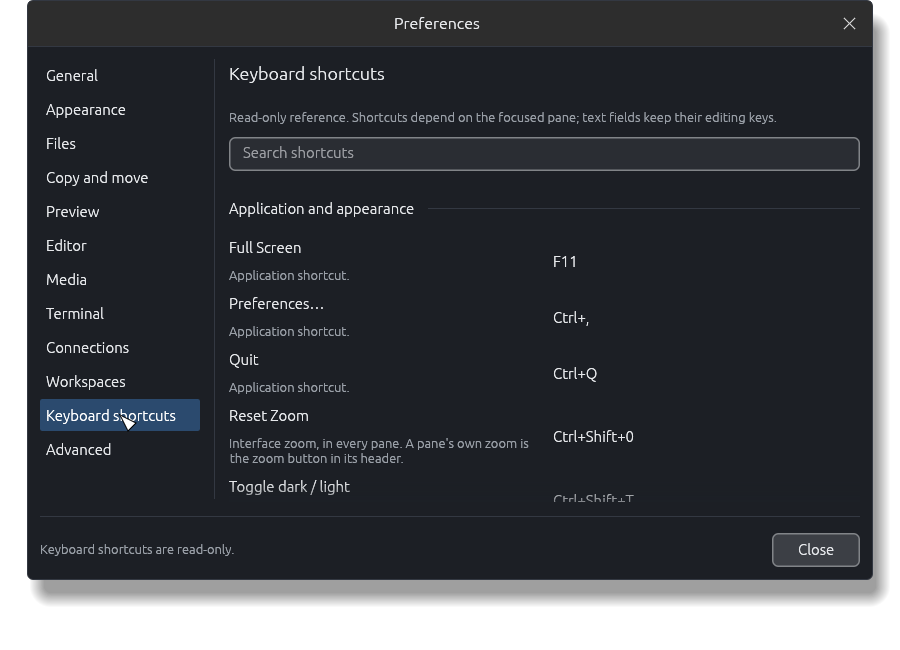 Preferences
General
Appearance
Files
Copy and move
Preview
Editor
Media
Terminal
Connections
Workspaces
Keyboard shortcuts
Advanced
Keyboard shortcuts
Read-only reference. Shortcuts depend on the focused pane; text fields keep their editing keys.
Search shortcuts
Application and appearance
Full Screen
Application shortcut.
F11
Preferences…
Application shortcut.
Ctrl+,
Quit
Application shortcut.
Ctrl+Q
Reset Zoom
Interface zoom, in every pane. A pane's own zoom is
the zoom button in its header.
Ctrl+Shift+0
Toggle dark / light
Ctrl+Shift+T
Keyboard shortcuts are read-only.
Close